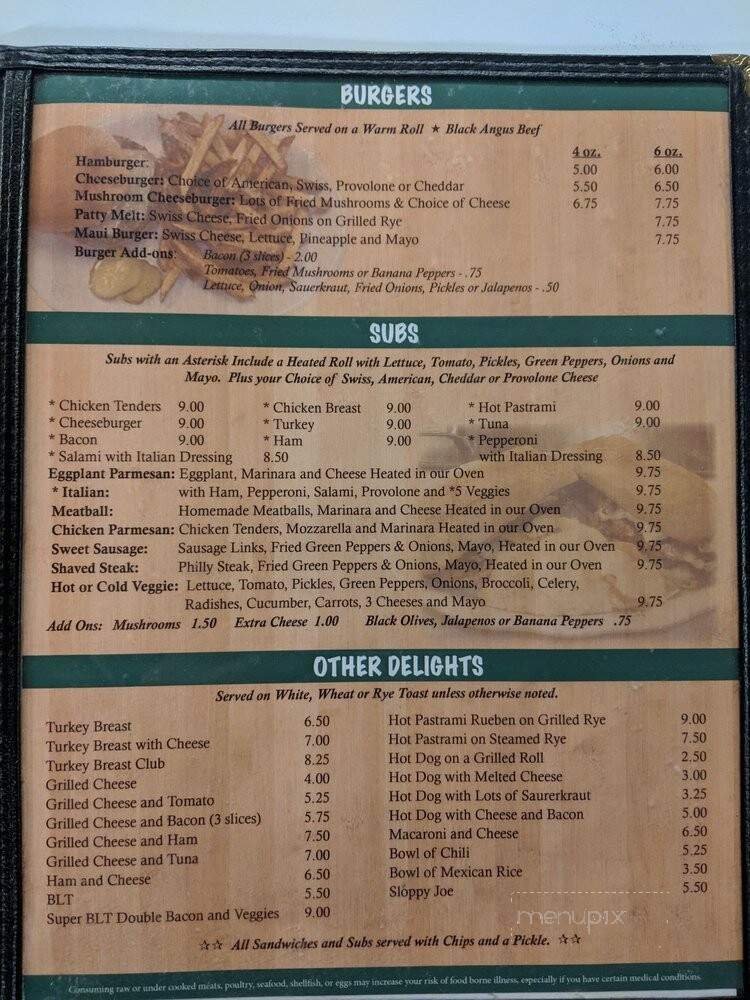 BURGERS
All Burgers Served on a Warm Roll ★ Black Angus Beef
4 oz. 6 oz.
Hamburger: 5.00 6.00
Cheeseburger: Choice of American, Swiss, Provolone or Cheddar 5.50 6.50
Mushroom Cheeseburger: Lots of Fried Mushrooms & Choice of Cheese 6.75 7.75
Patty Melt: Swiss Cheese, Fried Onions on Grilled Rye 7.75
Maui Burger: Swiss Cheese, Lettuce, Pineapple and Mayo 7.75
Burger Add-ons: Bacon (3 slices) - 2.00
Tomatoes, Fried Mushrooms or Banana Peppers - .75
Lettuce, Onion, Sauerkraut, Fried Onions, Pickles or Jalapenos - .50
SUBS
Subs with an Asterisk Include a Heated Roll with Lettuce, Tomato, Pickles, Green Peppers, Onions and
Mayo. Plus your Choice of Swiss, American, Cheddar or Provolone Cheese
* Chicken Tenders 9.00 * Chicken Breast 9.00 * Hot Pastrami 9.00
* Cheeseburger 9.00 * Turkey 9.00 * Tuna 9.00
* Bacon 9.00 * Ham 9.00 * Pepperoni
* Salami with Italian Dressing 8.50 with Italian Dressing 8.50
Eggplant Parmesan: Eggplant, Marinara and Cheese Heated in our Oven 9.75
* Italian: with Ham, Pepperoni, Salami, Provolone and *5 Veggies 9.75
Meatball: Homemade Meatballs, Marinara and Cheese Heated in our Oven 9.75
Chicken Parmesan: Chicken Tenders, Mozzarella and Marinara Heated in our Oven 9.75
Sweet Sausage: Sausage Links, Fried Green Peppers & Onions, Mayo, Heated in our Oven 9.75
Shaved Steak: Philly Steak, Fried Green Peppers & Onions, Mayo, Heated in our Oven 9.75
Hot or Cold Veggie: Lettuce, Tomato, Pickles, Green Peppers, Onions, Broccoli, Celery,
Radishes, Cucumber, Carrots, 3 Cheeses and Mayo 9.75
Add Ons: Mushrooms 1.50 Extra Cheese 1.00 Black Olives, Jalapenos or Banana Peppers .75
OTHER DELIGHTS
Served on White, Wheat or Rye Toast unless otherwise noted.
Turkey Breast 6.50
Turkey Breast with Cheese 7.00
Turkey Breast Club 8.25
Grilled Cheese 4.00
Grilled Cheese and Tomato 5.25
Grilled Cheese and Bacon (3 slices) 5.75
Grilled Cheese and Ham 7.50
Grilled Cheese and Tuna 7.00
Ham and Cheese 6.50
BLT 5.50
Super BLT Double Bacon and Veggies 9.00
Hot Pastrami Rueben on Grilled Rye 9.00
Hot Pastrami on Steamed Rye 7.50
Hot Dog on a Grilled Roll 2.50
Hot Dog with Melted Cheese 3.00
Hot Dog with Lots of Saurerkraut 3.25
Hot Dog with Cheese and Bacon 5.00
Macaroni and Cheese 6.50
Bowl of Chili 5.25
Bowl of Mexican Rice 3.50
Sloppy Joe 5.50
menupix
☆☆ All Sandwiches and Subs served with Chips and a Pickle. ☆☆
Consuming raw or under cooked meats, poultry, seafood, shellfish, or eggs may increase your risk of food borne illness, especially if you have certain medical conditions.